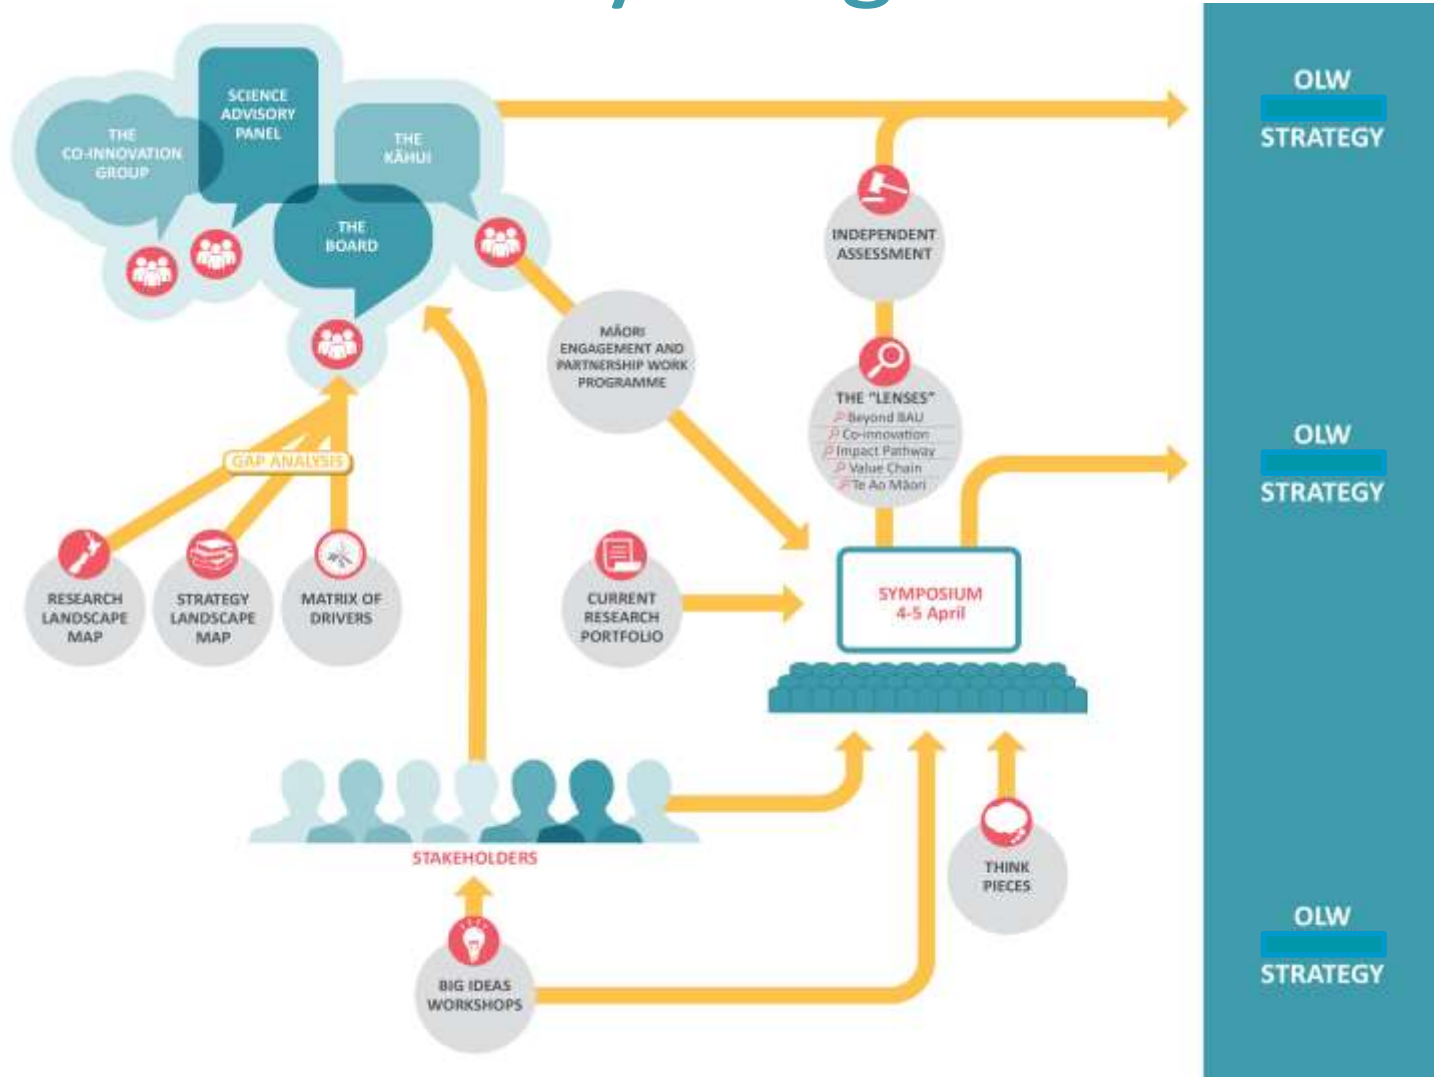 THE
CO-INNOVATION
GROUP
SCIENCE
ADVISORY
PANEL
THE
KĀHUI
THE
BOARD
OLW
STRATEGY
INDEPENDENT
ASSESSMENT
MĀORI
ENGAGEMENT AND
PARTNERSHIP WORK
PROGRAMME
THE "LENSES"
Beyond BAU
Co-innovation
Impact Pathway
Value Chain
Te Ao Māori
GAP ANALYSIS
OLW
STRATEGY
RESEARCH
LANDSCAPE
MAP
STRATEGY
LANDSCAPE
MAP
MATRIX OF
DRIVERS
CURRENT
RESEARCH
PORTFOLIO
SYMPOSIUM
4-5 April
STAKEHOLDERS
THINK
PIECES
BIG IDEAS
WORKSHOPS
OLW
STRATEGY